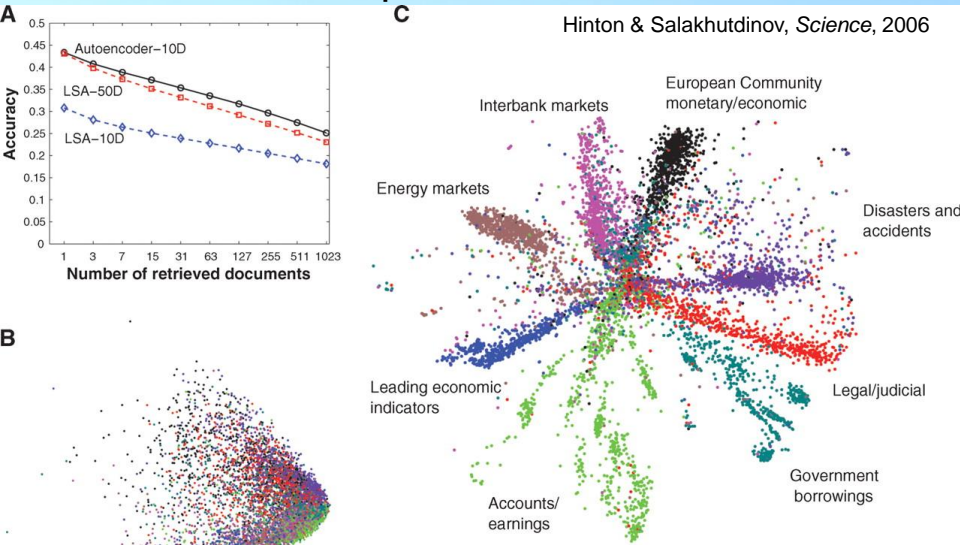 A
C
Hinton & Salakhutdinov, Science, 2006
0.5
0.45
0.4
0.35
0.3
0.25
0.2
0.15
0.1
0.05
0
Accuracy
Autoencoder-10D
LSA-50D
LSA-10D
1 3 7 15 31 63 127 255 511 1023
Number of retrieved documents
European Community
monetary/economic
Interbank markets
Energy markets
Disasters and
accidents
B
Leading economic
indicators
Legal/judicial
Government
borrowings
Accounts/
earnings